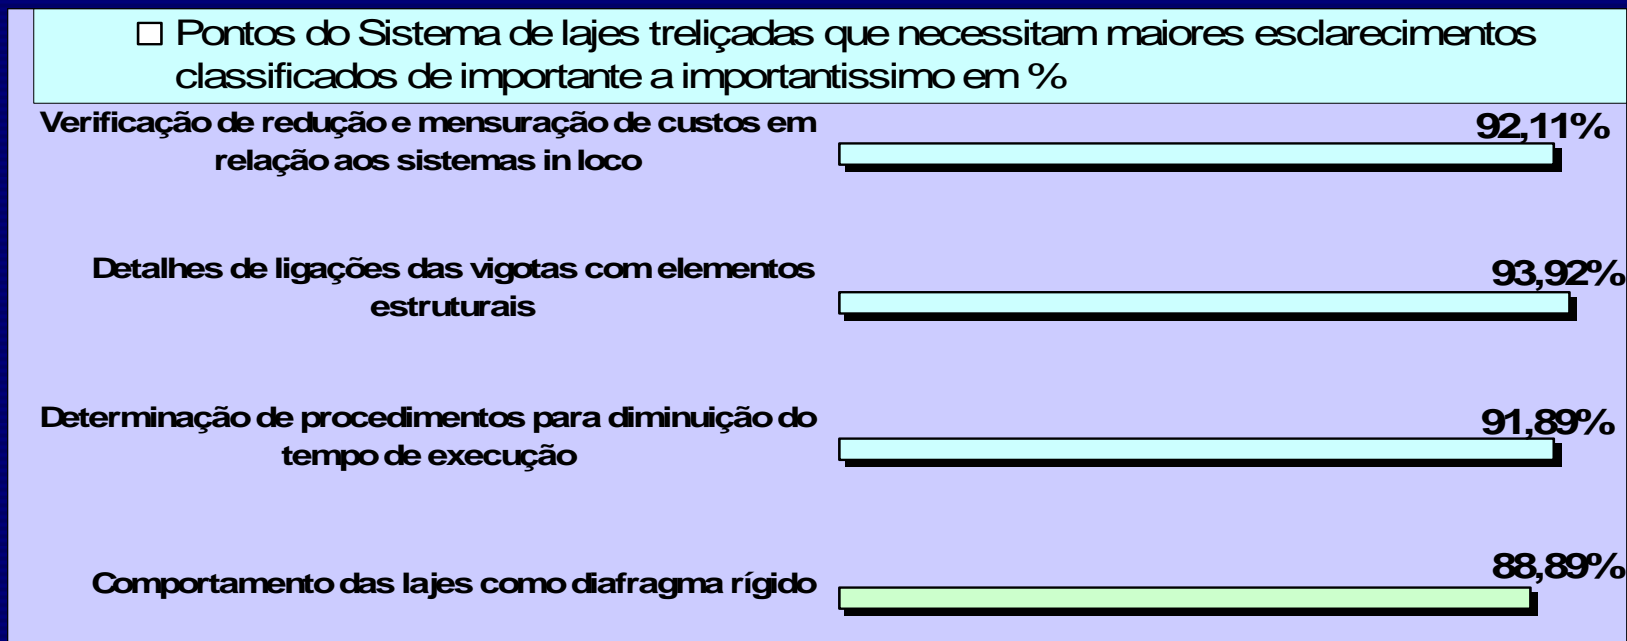 Pontos do Sistema de lajes treliçadas que necessitam maiores esclarecimentos
classificados de importante a importantissimo em %
Verificação de redução e mensuração de custos em
relação aos sistemas in loco
92,11%
Detalhes de ligações das vigotas com elementos
estruturais
93,92%
Determinação de procedimentos para diminuição do
tempo de execução
91,89%
Comportamento das lajes como diafragma rígido
88,89%